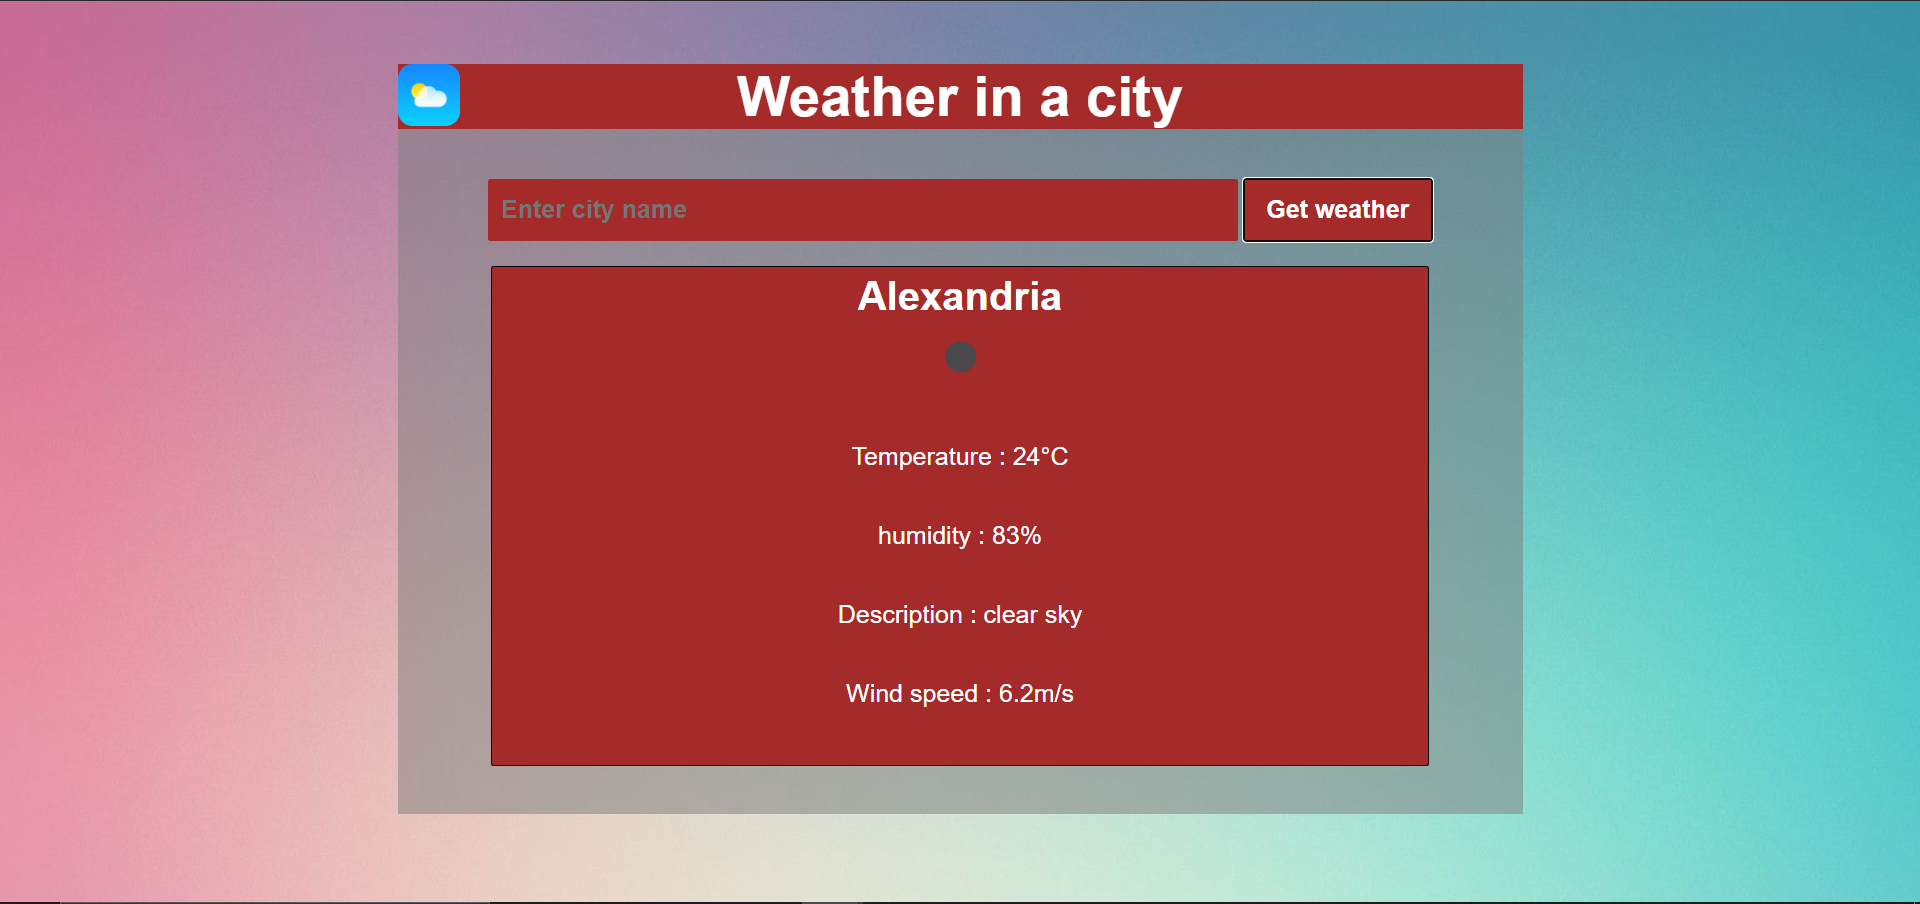 Weather in a city
Enter city name
Get weather
Alexandria
Temperature : 24°C
humidity : 83%
Description : clear sky
Wind speed : 6.2m/s